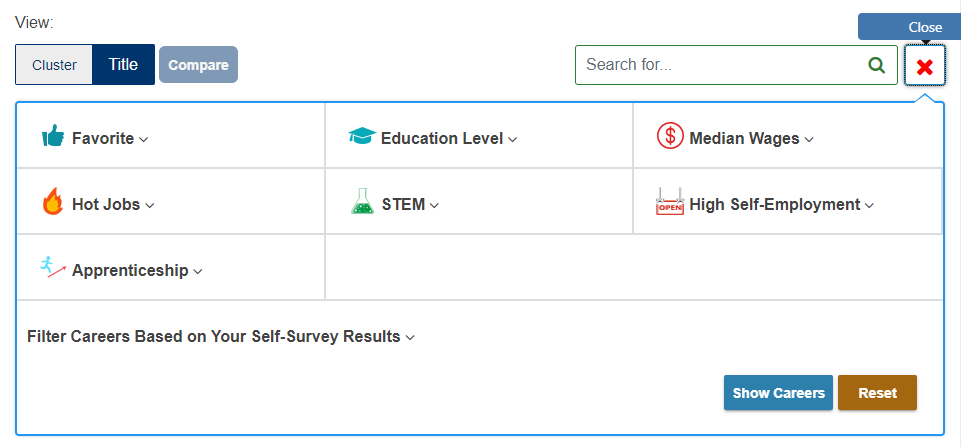 View:
Close
Cluster Title Compare Search for...
Favorite Education Level Median Wages
Hot Jobs STEM OPEN High Self-Employment
Apprenticeship
Filter Careers Based on Your Self-Survey Results
Show Careers Reset